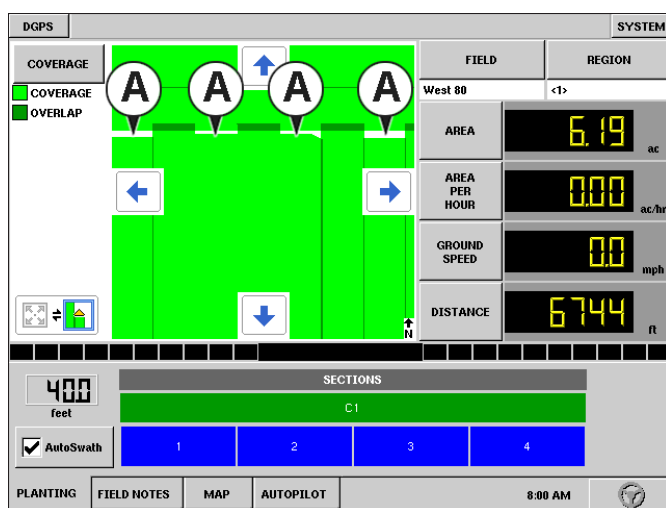 DGPS
SYSTEM
COVERAGE
COVERAGE
OVERLAP
A A A A
N
FIELD
REGION
West 80
<1>
AREA
6.19
ac
AREA PER HOUR
0.00
ac/hr
GROUND SPEED
0.0
mph
DISTANCE
6744
ft
40.0
feet
SECTIONS
C1
AutoSwath
1
2
3
4
PLANTING
FIELD NOTES
MAP
AUTOPILOT
8:00 AM